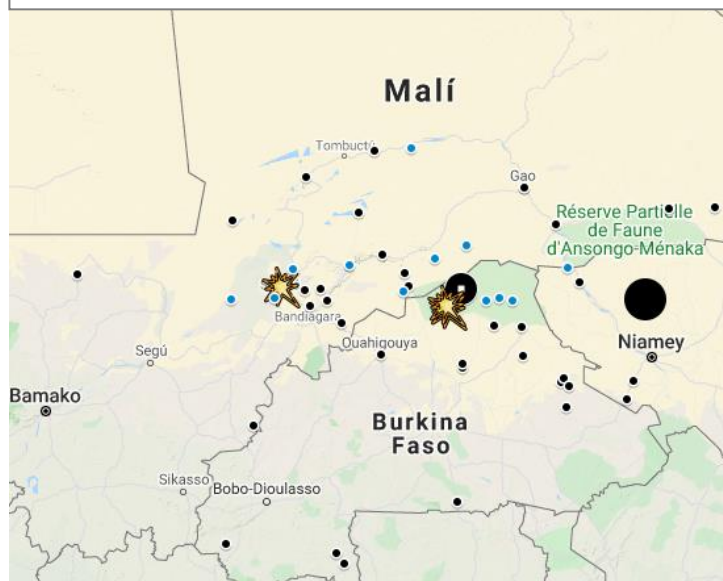 Malí
Tombuctú
Gao
Réserve Partielle
de Faune
d'Ansongo-Ménaka
Bandiagara
Ouahigouya
Niamey
Segú
Bamako
Burkina
Faso
Sikasso
Bobo-Dioulasso